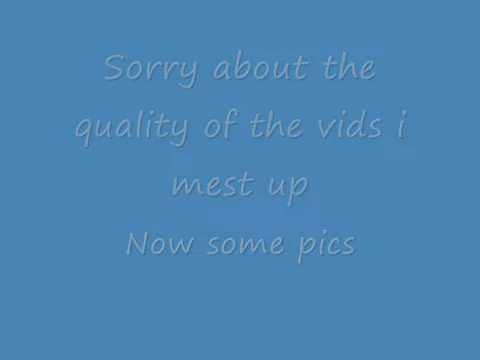 Sorry about the
quality of the vids i
mest up
Now some pics